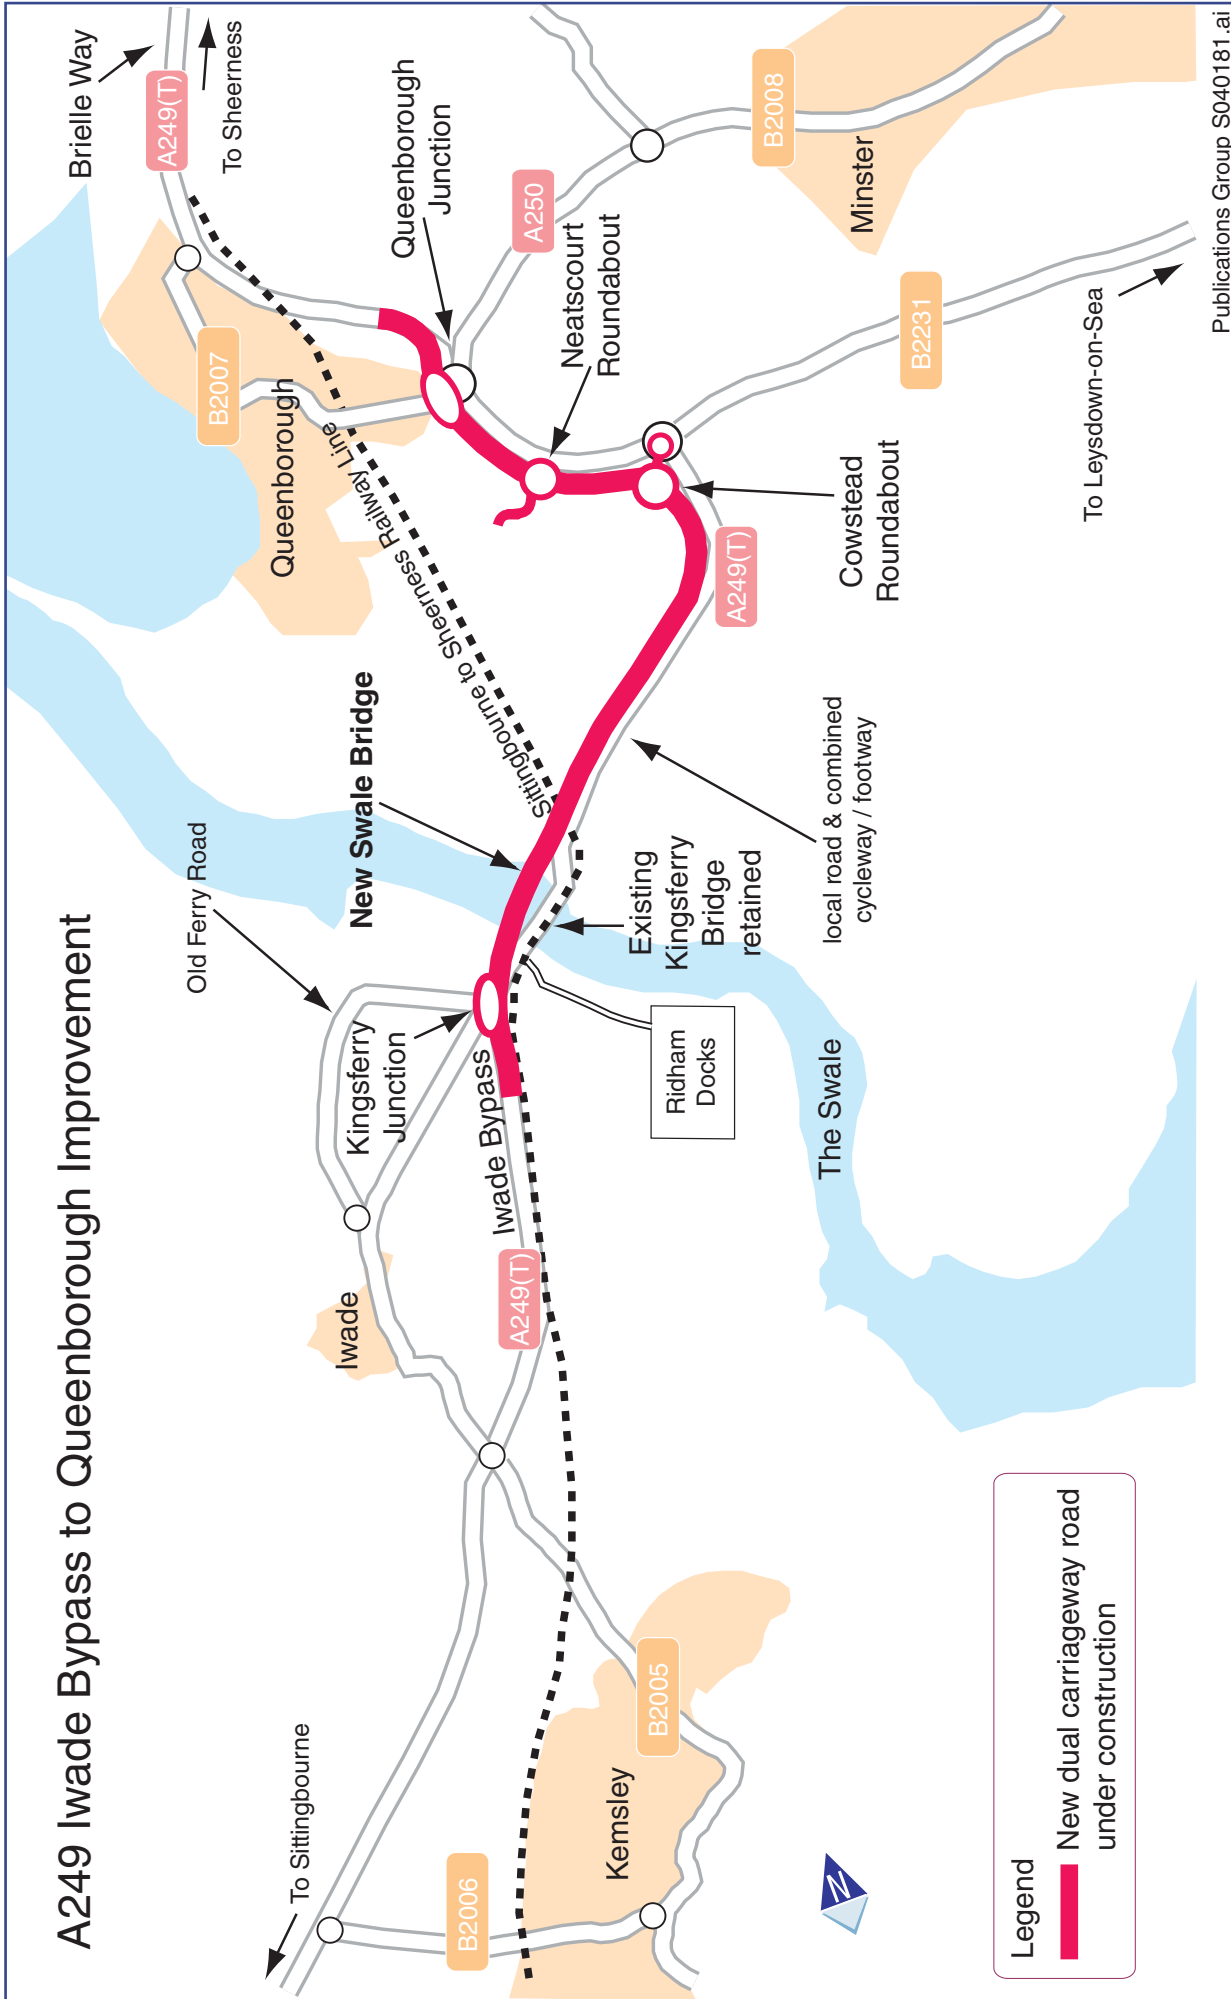 A249 Iwade Bypass to Queenborough Improvement
To Sittingbourne
B2006
Kemsley
B2005
N
Iwade
A249(T)
Iwade Bypass
Old Ferry Road
Kingsferry
Junction
New Swale Bridge
Existing
Kingsferry
Bridge
retained
Ridham
Docks
The Swale
local road & combined
cycleway / footway
Sittingbourne to Sheerness Railway Line
Queenborough
B2007
Brielle Way
A249(T)
To Sheerness
Queenborough
Junction
A250
Neatscourt
Roundabout
B2008
Minster
B2231
Cowstead
Roundabout
A249(T)
To Leysdown-on-Sea
Legend
New dual carriageway road
under construction
Publications Group S040181.ai